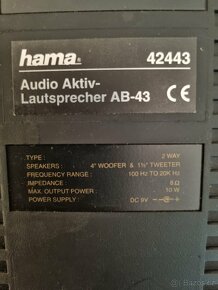 hama® 42443
Audio Aktiv-
Lautsprecher AB-43 CE
TYPE : 2 WAY
SPEAKERS : 4" WOOFER & 1½" TWEETER
FREQUENCY RANGE : 100 Hz TO 20K Hz
IMPEDANCE : 8 Ω
MAX. OUTPUT POWER : 10 W
POWER SUPPLY : DC 9V